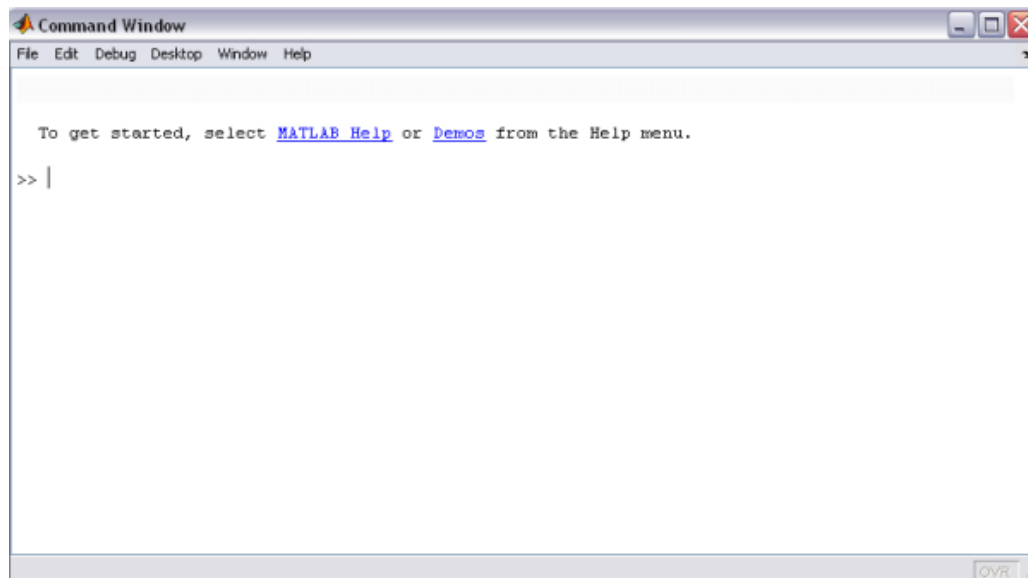 Command Window
File Edit Debug Desktop Window Help
To get started, select MATLAB Help or Demos from the Help menu.
>>
OVR